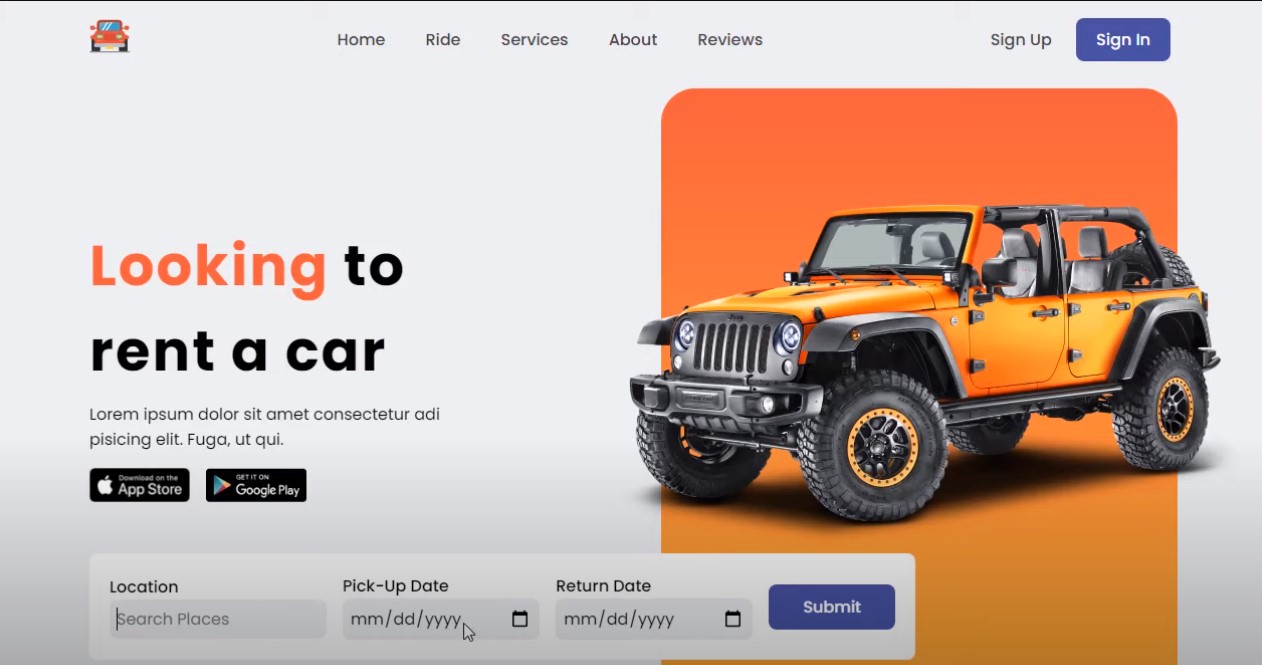 Home Ride Services About Reviews Sign Up Sign In
Looking to
rent a car
Lorem ipsum dolor sit amet consectetur adi
pisicing elit. Fuga, ut qui.
Download on the
App Store
GET IT ON
Google Play
Location Pick-Up Date Return Date
Search Places mm/dd/yyyy mm/dd/yyyy Submit